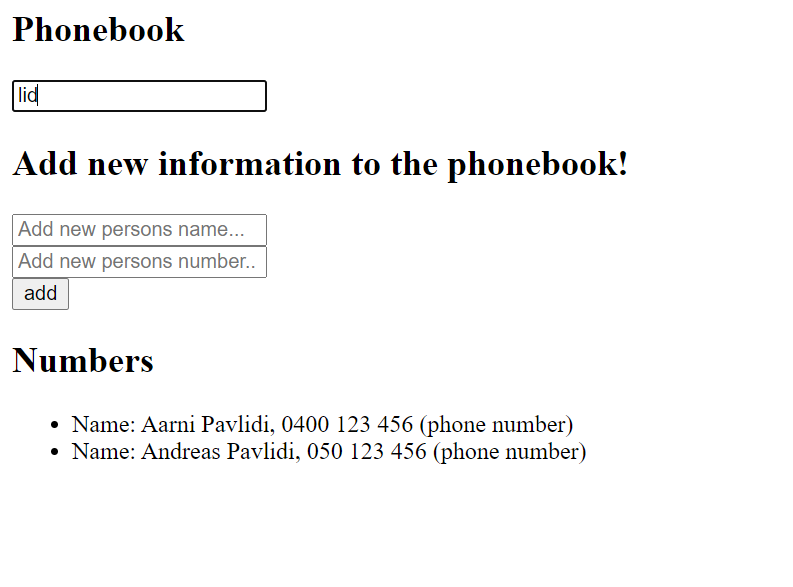 Phonebook
lid
Add new information to the phonebook!
Add new persons name...
Add new persons number..
add
Numbers
• Name: Aarni Pavlidi, 0400 123 456 (phone number)
• Name: Andreas Pavlidi, 050 123 456 (phone number)